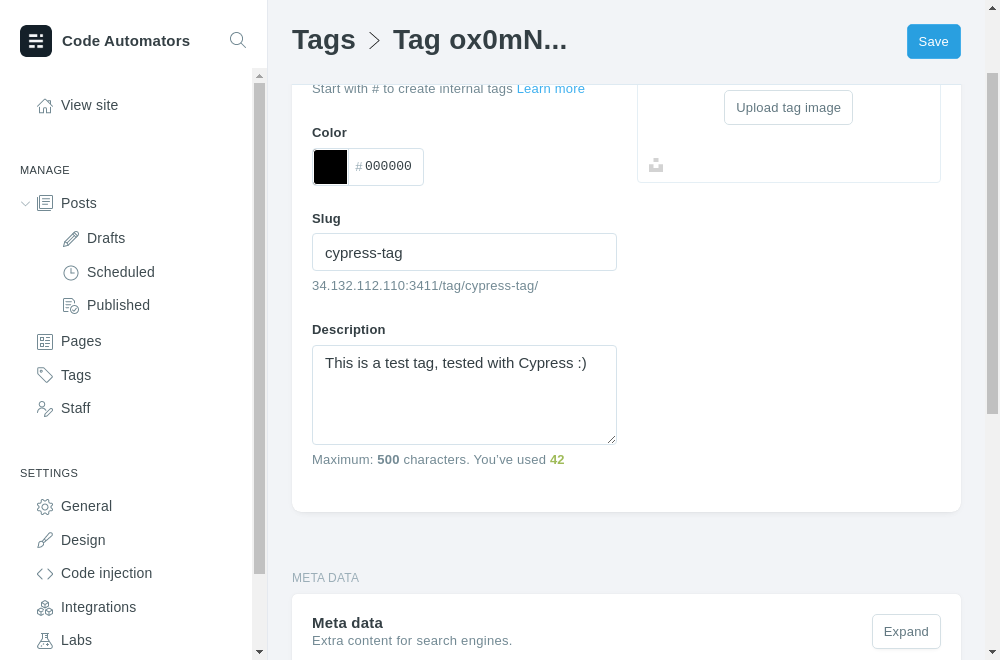 Code Automators
View site
MANAGE
Posts
Drafts
Scheduled
Published
Pages
Tags
Staff
SETTINGS
General
Design
Code injection
Integrations
Labs
Tags > Tag ox0mN...
Save
Start with # to create internal tags Learn more
Upload tag image
Color
# 000000
Slug
cypress-tag
34.132.112.110:3411/tag/cypress-tag/
Description
This is a test tag, tested with Cypress :)
Maximum: 500 characters. You’ve used 42
META DATA
Meta data
Extra content for search engines.
Expand